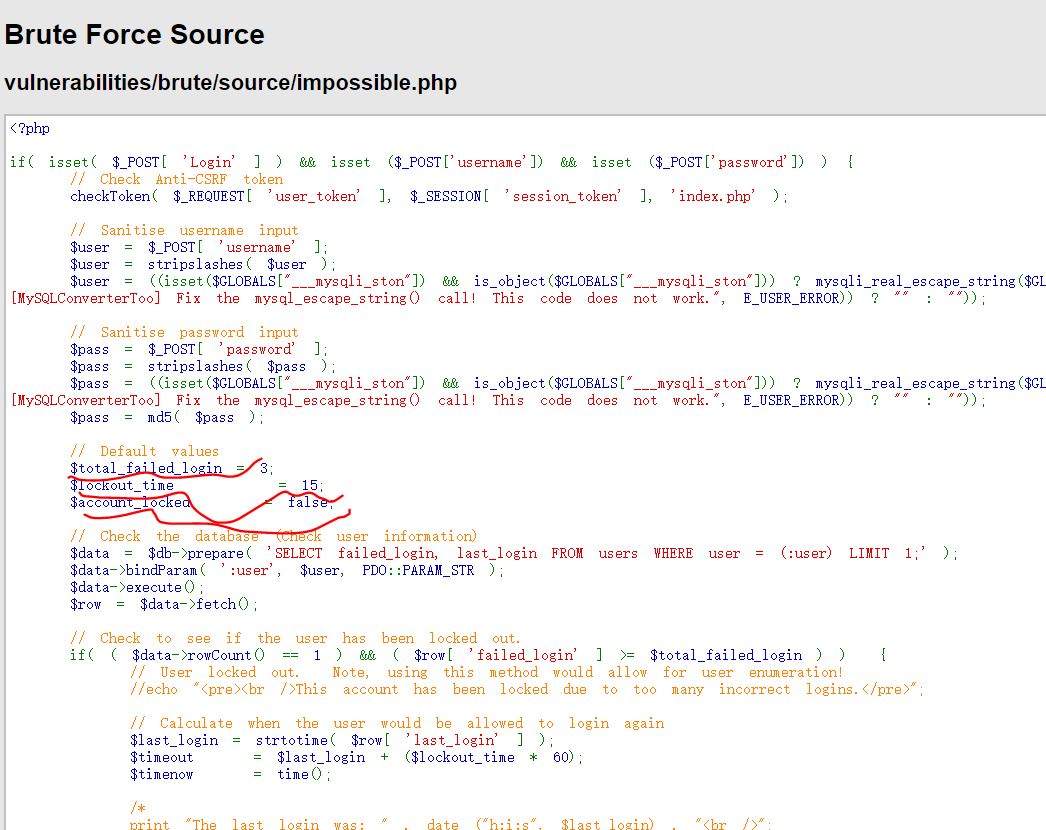 Brute Force Source
vulnerabilities/brute/source/impossible.php
<?php
if( isset( $_POST[ 'Login' ] ) && isset ($_POST['username']) && isset ($_POST['password']) ) {
// Check Anti-CSRF token
checkToken( $_REQUEST[ 'user_token' ], $_SESSION[ 'session_token' ], 'index.php' );
// Sanitise username input
$user = $_POST[ 'username' ];
$user = stripslashes( $user );
$user = ((isset($GLOBALS["___mysqli_ston"]) && is_object($GLOBALS["___mysqli_ston"])) ? mysqli_real_escape_string($GL
[MySQLConverterToo] Fix the mysql_escape_string() call! This code does not work.", E_USER_ERROR)) ? "" : ""));
// Sanitise password input
$pass = $_POST[ 'password' ];
$pass = stripslashes( $pass );
$pass = ((isset($GLOBALS["___mysqli_ston"]) && is_object($GLOBALS["___mysqli_ston"])) ? mysqli_real_escape_string($GL
[MySQLConverterToo] Fix the mysql_escape_string() call! This code does not work.", E_USER_ERROR)) ? "" : ""));
$pass = md5( $pass );
// Default values
$total_failed_login = 3;
$lockout_time = 15;
$account_locked = false;
// Check the database (Check user information)
$data = $db->prepare( 'SELECT failed_login, last_login FROM users WHERE user = (:user) LIMIT 1;' );
$data->bindParam( ':user', $user, PDO::PARAM_STR );
$data->execute();
$row = $data->fetch();
// Check to see if the user has been locked out.
if( ( $data->rowCount() == 1 ) && ( $row[ 'failed_login' ] >= $total_failed_login ) ) {
// User locked out. Note, using this method would allow for user enumeration!
//echo "<pre><br />This account has been locked due to too many incorrect logins.</pre>";
// Calculate when the user would be allowed to login again
$last_login = strtotime( $row[ 'last_login' ] );
$timeout = $last_login + ($lockout_time * 60);
$timenow = time();
/*
print "The last login was: " . date ("h:i:s", $last_login) . "<br />";